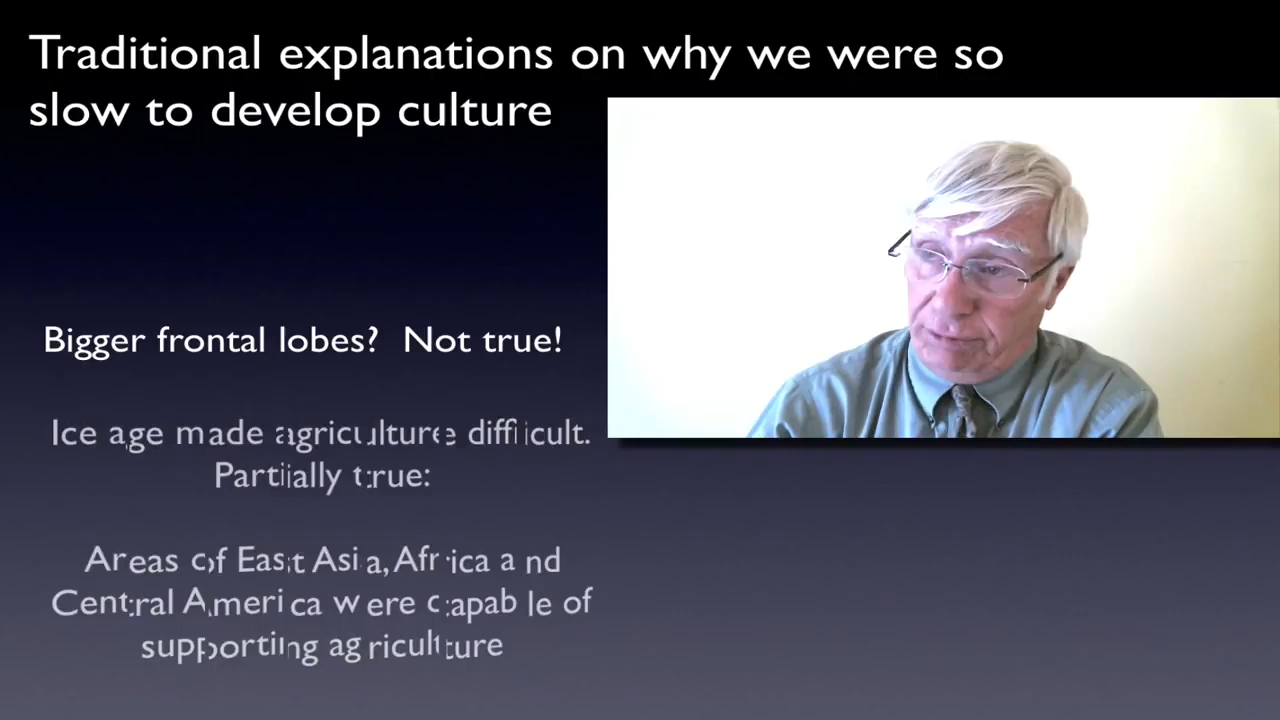 Traditional explanations on why we were so
slow to develop culture
Bigger frontal lobes? Not true!
Ice age made agriculture difficult.
Partially true:
Areas of East Asia, Africa and
Central America were capable of
supporting agriculture